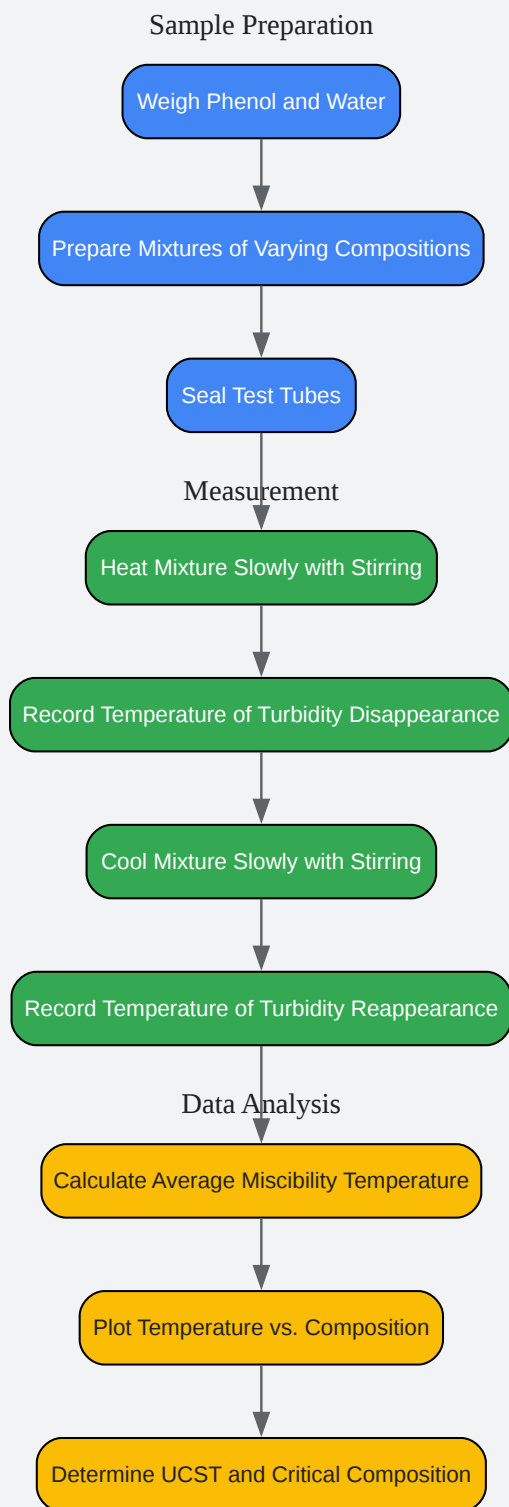 Sample Preparation
Weigh Phenol and Water
Prepare Mixtures of Varying Compositions
Seal Test Tubes
Measurement
Heat Mixture Slowly with Stirring
Record Temperature of Turbidity Disappearance
Cool Mixture Slowly with Stirring
Record Temperature of Turbidity Reappearance
Data Analysis
Calculate Average Miscibility Temperature
Plot Temperature vs. Composition
Determine UCST and Critical Composition